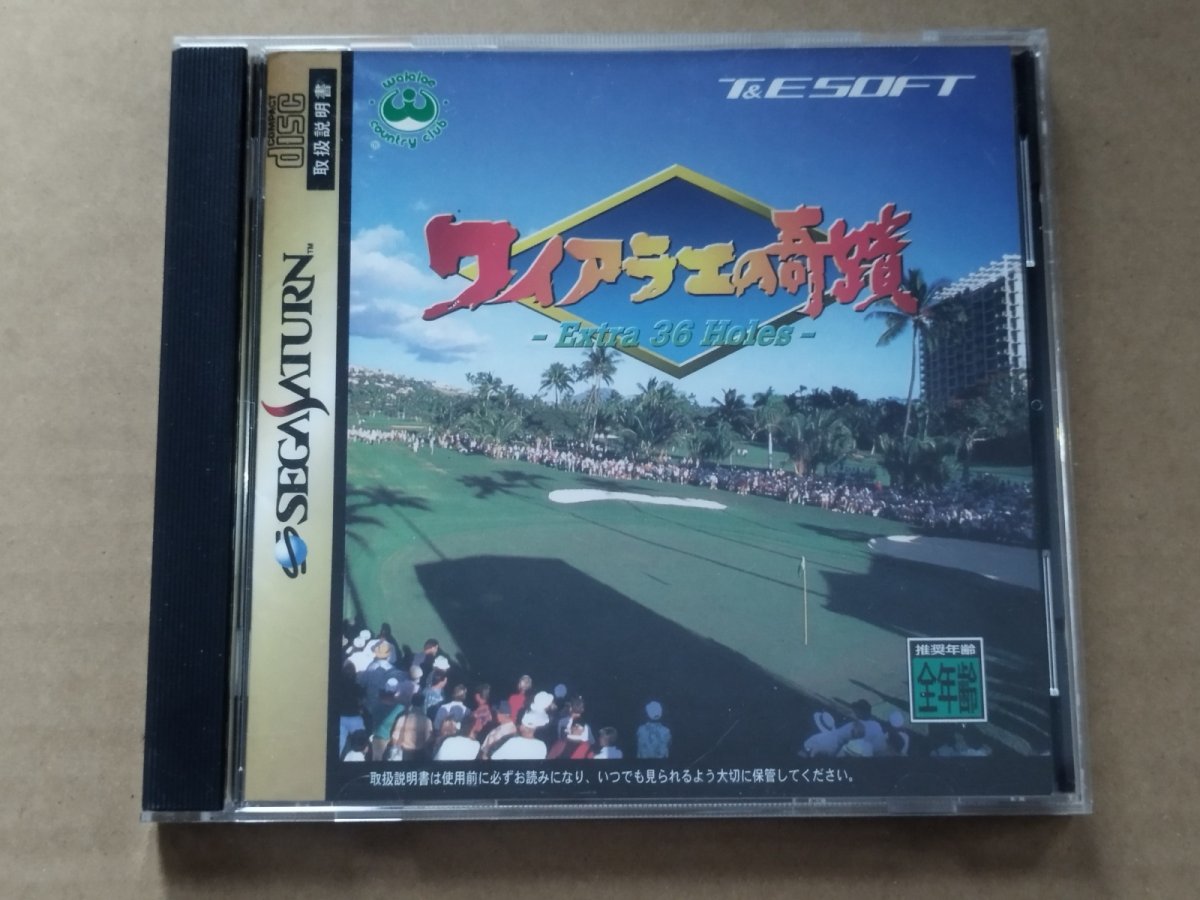 COMPACT
disc
取扱説明書
SEGA SATURN™
waialae
country club
®
T&E SOFT
ワイアラエの奇蹟
- Extra 36 Holes -
推奨年齢
全年齢
取扱説明書は使用前に必ずお読みになり、いつでも見られるよう大切に保管してください。